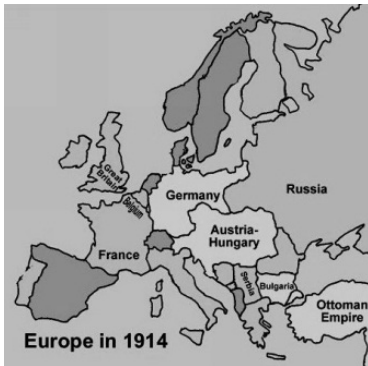 Great
Britain
Belgium
Germany
Russia
Austria-
Hungary
France
Serbia
Bulgaria
Ottoman
Empire
Europe in 1914